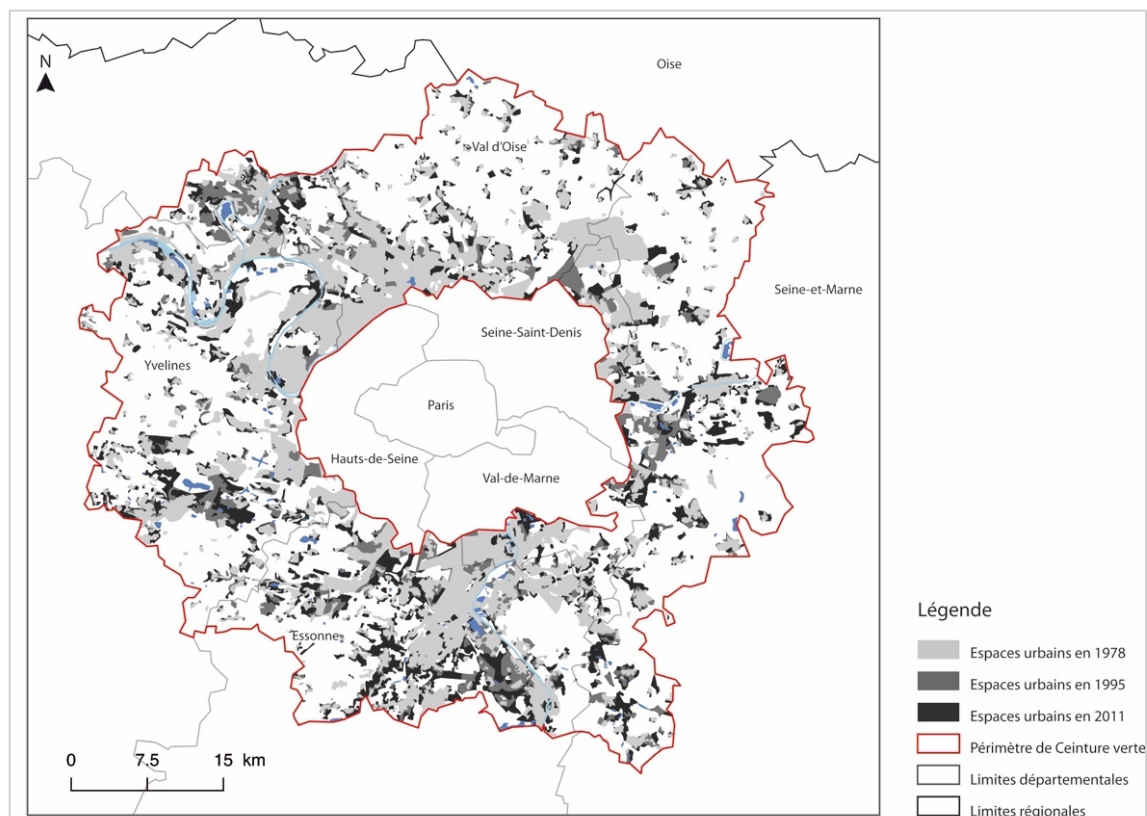 N
Oise
Val d'Oise
Seine-et-Marne
Seine-Saint-Denis
Yvelines
Paris
Hauts-de-Seine
Val-de-Marne
Essonne
0 7.5 15 km
Légende
Espaces urbains en 1978
Espaces urbains en 1995
Espaces urbains en 2011
Périmètre de Ceinture verte
Limites départementales
Limites régionales